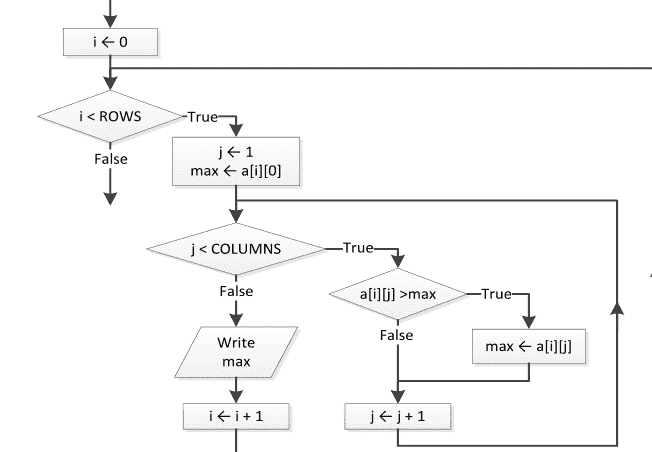 i ← 0
i < ROWS
True
False
j ← 1
max ← a[i][0]
j < COLUMNS
True
False
a[i][j] >max
True
False
max ← a[i][j]
Write
max
i ← i + 1
j ← j + 1